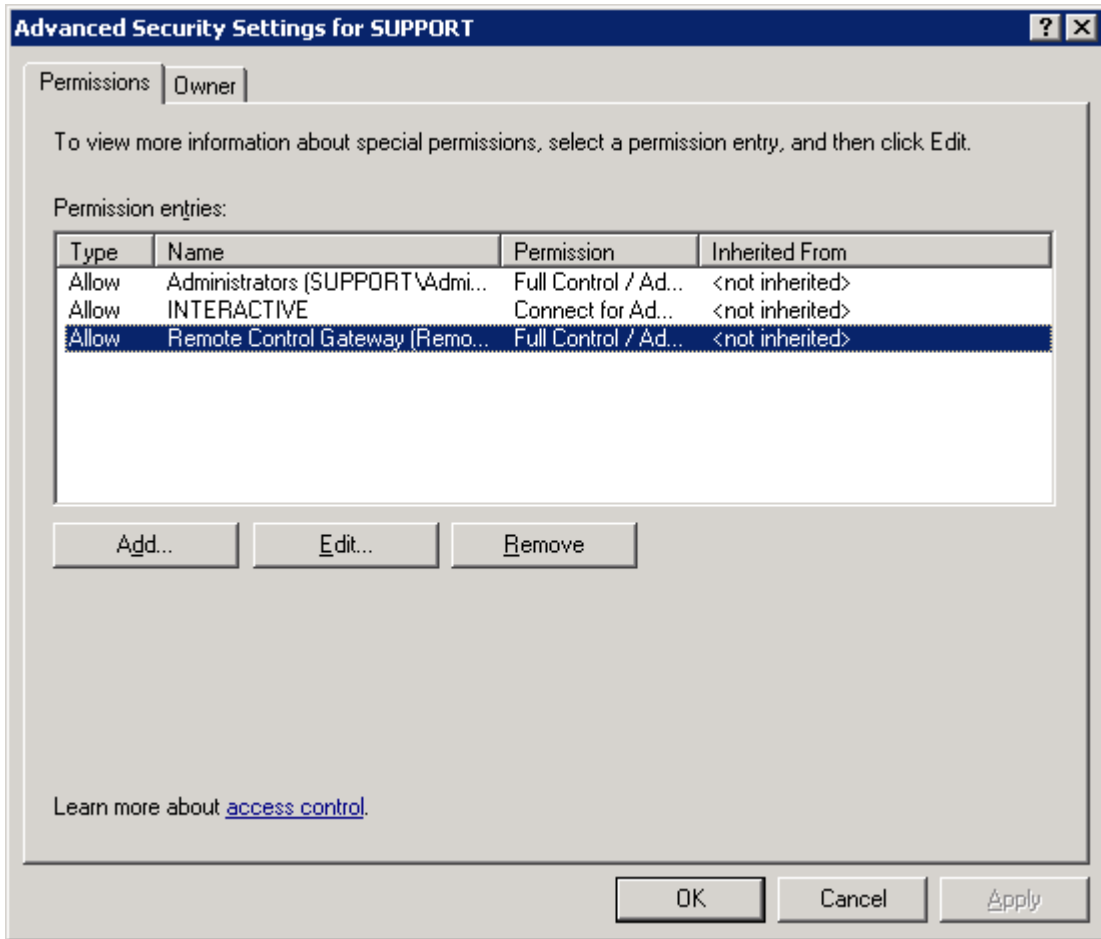 Advanced Security Settings for SUPPORT
Permissions Owner
To view more information about special permissions, select a permission entry, and then click Edit.
Permission entries:
Type Name Permission Inherited From
Allow Administrators (SUPPORT\Admi... Full Control / Ad... <not inherited>
Allow INTERACTIVE Connect for Ad... <not inherited>
Allow Remote Control Gateway (Remo... Full Control / Ad... <not inherited>
Add... Edit... Remove
Learn more about access control.
OK Cancel Apply